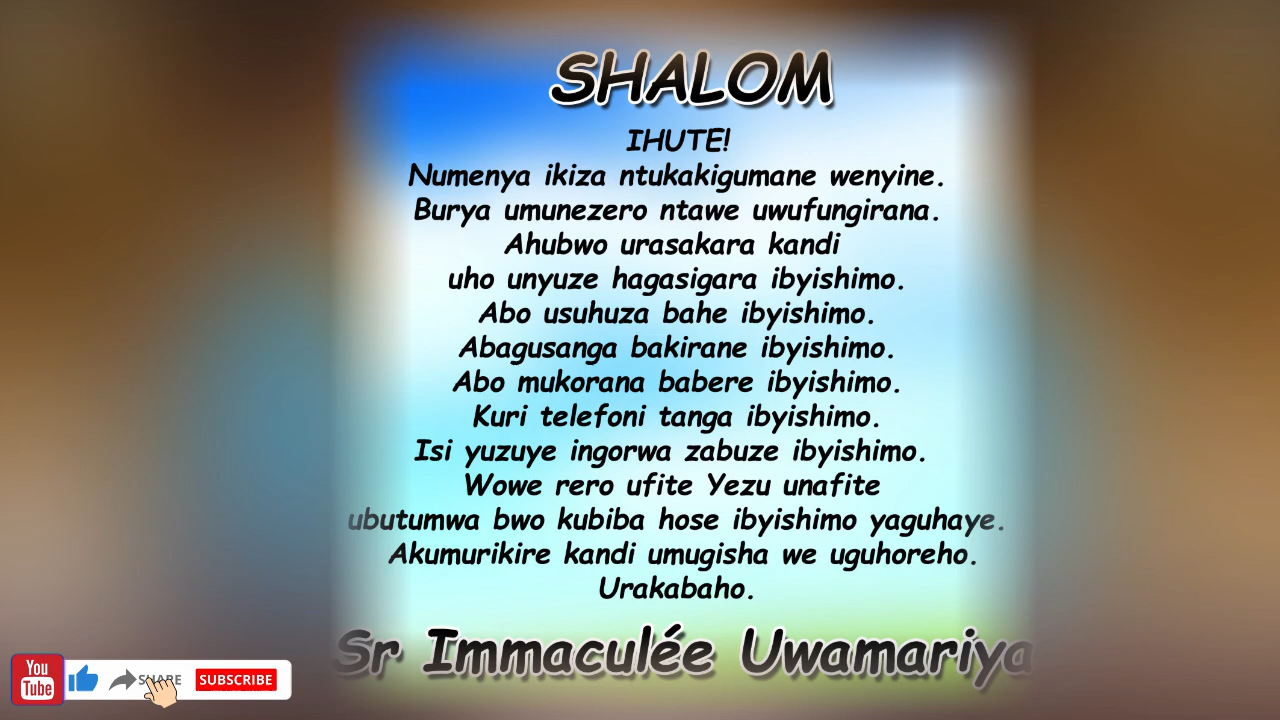 SHALOM
IHUTE!
Numenya ikiza ntukakigumane wenyine.
Burya umunezero ntawe uwufungirana.
Ahubwo urasakara kandi
uho unyuze hagasigara ibyishimo.
Abo usuhuza bahe ibyishimo.
Abagusanga bakirane ibyishimo.
Abo mukorana babere ibyishimo.
Kuri telefoni tanga ibyishimo.
Isi yuzuye ingorwa zabuze ibyishimo.
Wowe rero ufite Yezu unafite
ubutumwa bwo kubiba hose ibyishimo yaguhaye.
Akumurikire kandi umugisha we uguhoreho.
Urakabaho.
Sr Immaculée Uwamariya
You
Tube
SHARE
SUBSCRIBE